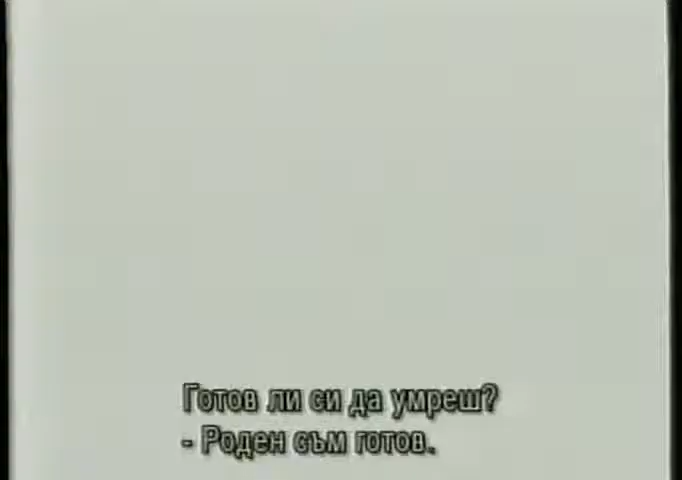 Готов ли си да умреш?
- Роден съм готов.